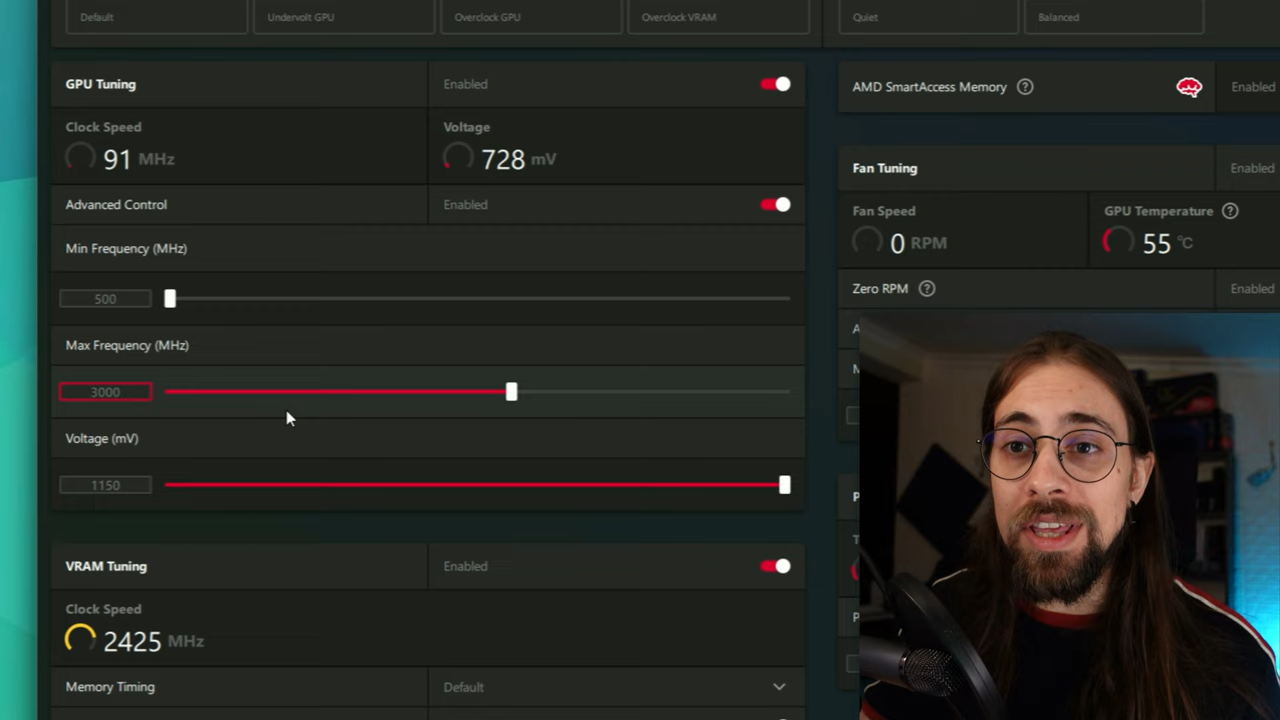 Default
Undervolt GPU
Overclock GPU
Overclock VRAM
Quiet
Balanced
GPU Tuning
Enabled
Clock Speed
91 MHz
Voltage
728 mV
Advanced Control
Enabled
Min Frequency (MHz)
500
Max Frequency (MHz)
3000
Voltage (mV)
1150
VRAM Tuning
Enabled
Clock Speed
2425 MHz
Memory Timing
Default
AMD SmartAccess Memory ?
Enabled
Fan Tuning
Enabled
Fan Speed
0 RPM
GPU Temperature ?
55 °C
Zero RPM ?
Enabled